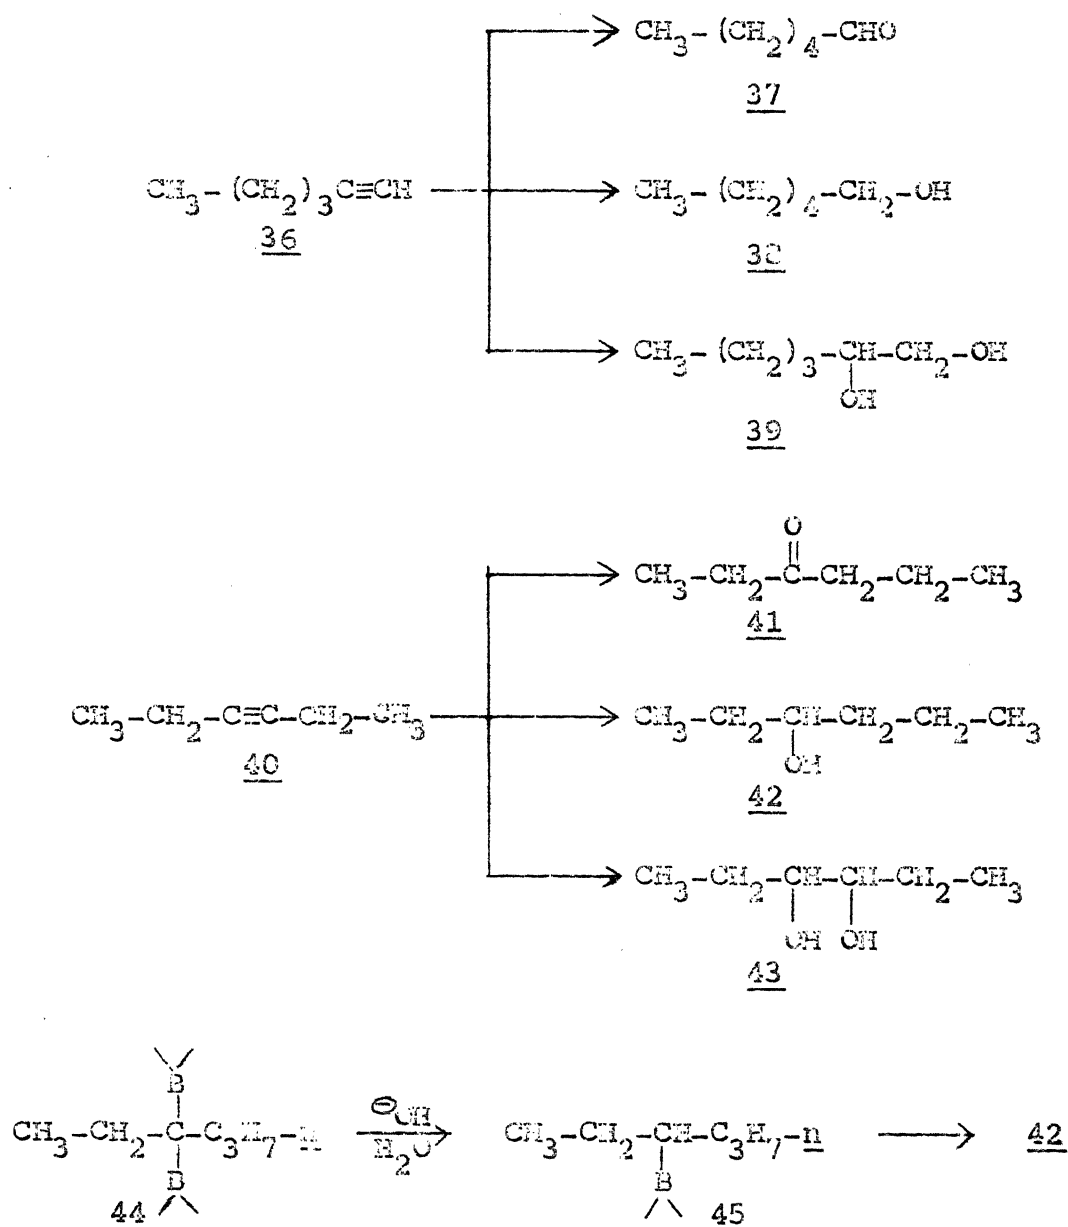 CH3-(CH2)4-CHO
37
CH3-(CH2)3C≡CH
36
CH3-(CH2)4-CH2-OH
38
CH3-(CH2)3-CH-CH2-OH
OH
39
O
CH3-CH2-C-CH2-CH2-CH3
41
CH3-CH2-C≡C-CH2-CH3
40
CH3-CH2-CH-CH2-CH2-CH3
OH
42
CH3-CH2-CH-CH-CH2-CH3
OH OH
43
B
CH3-CH2-C-C3H7-n
B
44
⊖OH
H2O
CH3-CH2-CH-C3H7-n
B
45
42